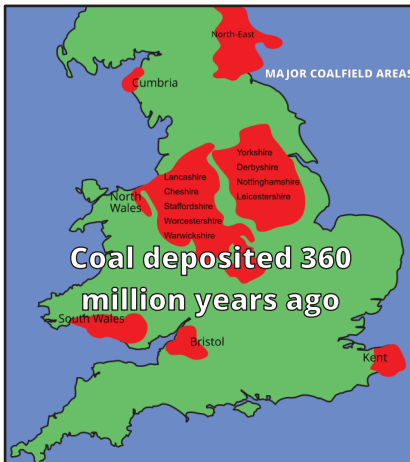 North-East
MAJOR COALFIELD AREAS
Cumbria
Yorkshire
Derbyshire
Nottinghamshire
Leicestershire
Lancashire
Cheshire
Staffordshire
Worcestershire
Warwickshire
North
Wales
Coal deposited 360
million years ago
South Wales
Bristol
Kent